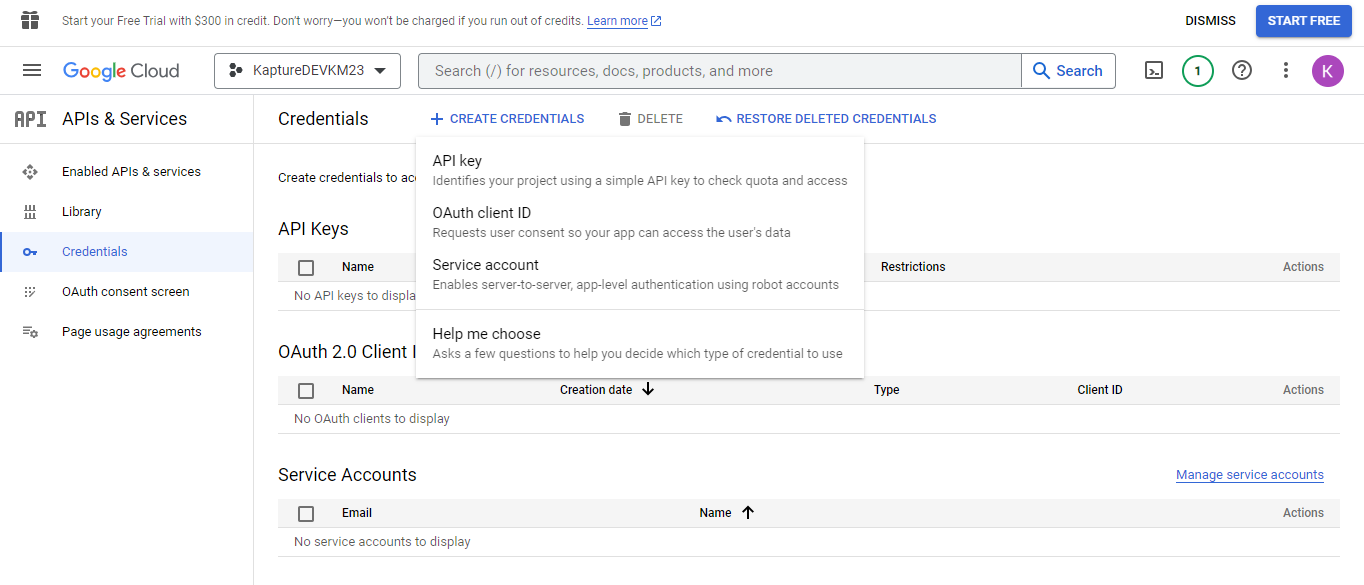 Start your Free Trial with $300 in credit. Don't worry—you won't be charged if you run out of credits. Learn more
DISMISS
START FREE
Google Cloud
KaptureDEVKM23
Search (/) for resources, docs, products, and more
Search
1
K
API
APIs & Services
Credentials
CREATE CREDENTIALS
DELETE
RESTORE DELETED CREDENTIALS
Enabled APIs & services
Library
Credentials
OAuth consent screen
Page usage agreements
Create credentials to acc
API key
Identifies your project using a simple API key to check quota and access
OAuth client ID
Requests user consent so your app can access the user's data
Service account
Enables server-to-server, app-level authentication using robot accounts
Help me choose
Asks a few questions to help you decide which type of credential to use
API Keys
Name Restrictions Actions
No API keys to displa
OAuth 2.0 Client I
Name Creation date Type Client ID Actions
No OAuth clients to display
Service Accounts
Manage service accounts
Email Name Actions
No service accounts to display